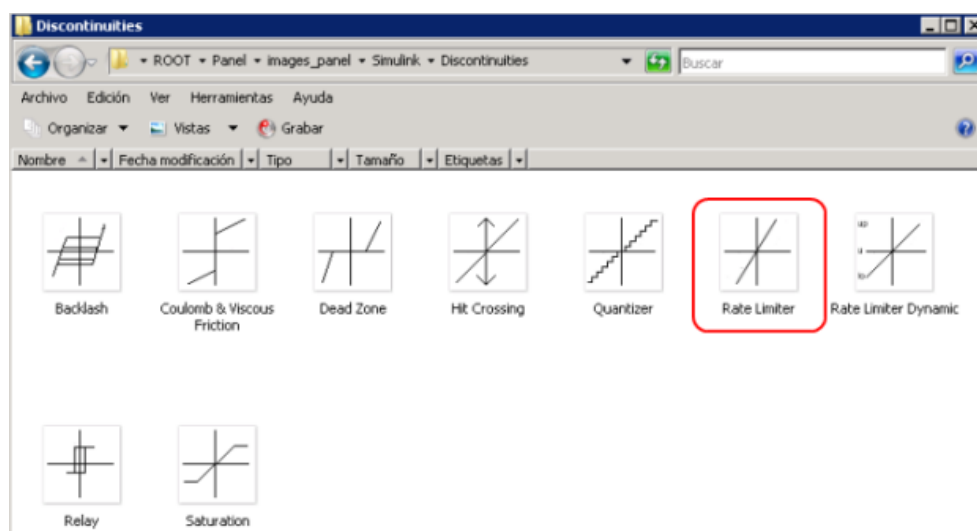 Discontinuities
ROOT Panel images_panel Simulink Discontinuities Buscar
Archivo Edición Ver Herramientas Ayuda
Organizar Vistas Grabar
Nombre Fecha modificación Tipo Tamaño Etiquetas
Backlash Coulomb & Viscous Friction Dead Zone Hit Crossing Quantizer Rate Limiter Rate Limiter Dynamic
Relay Saturation